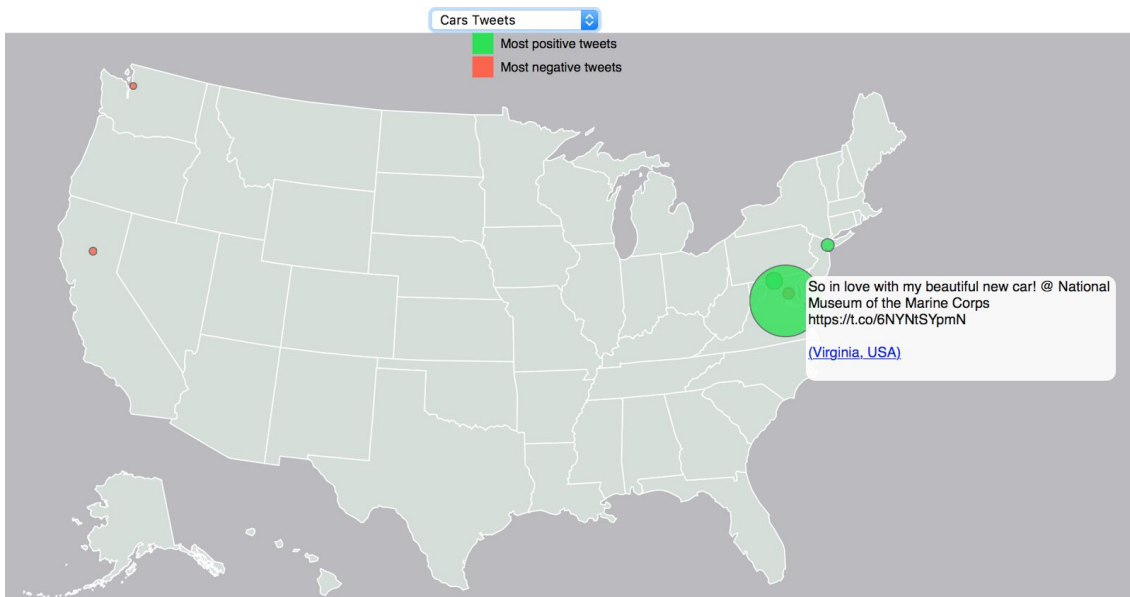 Cars Tweets
Most positive tweets
Most negative tweets
So in love with my beautiful new car! @ National
Museum of the Marine Corps
https://t.co/6NYNtSYpmN
(Virginia, USA)